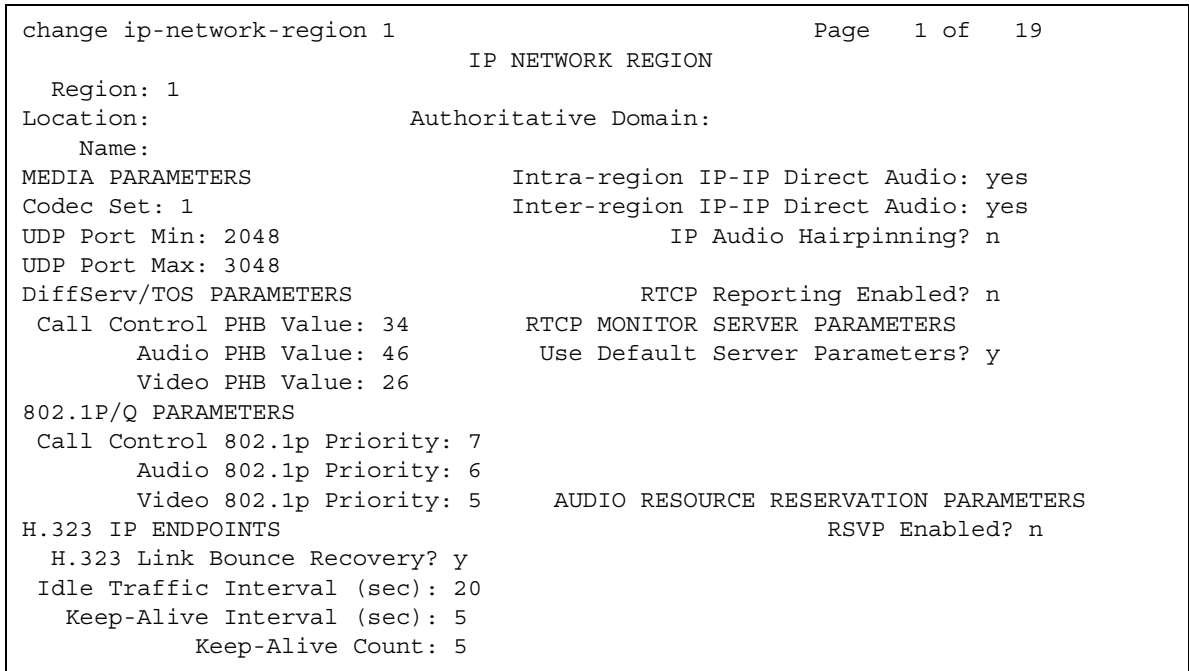 change ip-network-region 1                                Page   1 of   19
                               IP NETWORK REGION
  Region: 1
Location:                  Authoritative Domain:
    Name:
MEDIA PARAMETERS                  Intra-region IP-IP Direct Audio: yes
Codec Set: 1                      Inter-region IP-IP Direct Audio: yes
UDP Port Min: 2048                           IP Audio Hairpinning? n
UDP Port Max: 3048
DiffServ/TOS PARAMETERS                    RTCP Reporting Enabled? n
 Call Control PHB Value: 34        RTCP MONITOR SERVER PARAMETERS
        Audio PHB Value: 46         Use Default Server Parameters? y
        Video PHB Value: 26
802.1P/Q PARAMETERS
 Call Control 802.1p Priority: 7
        Audio 802.1p Priority: 6
        Video 802.1p Priority: 5     AUDIO RESOURCE RESERVATION PARAMETERS
H.323 IP ENDPOINTS                                      RSVP Enabled? n
  H.323 Link Bounce Recovery? y
 Idle Traffic Interval (sec): 20
   Keep-Alive Interval (sec): 5
            Keep-Alive Count: 5